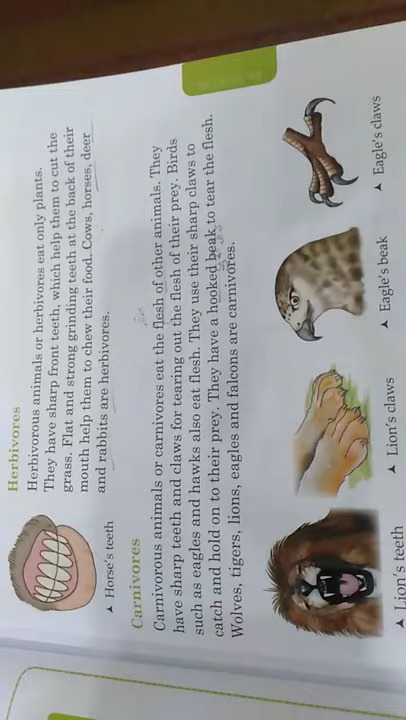 Herbivores
Herbivorous animals or herbivores eat only plants.
They have sharp front teeth, which help them to cut the
grass. Flat and strong grinding teeth at the back of their
mouth help them to chew their food. Cows, horses, deer
and rabbits are herbivores.
Horse's teeth
Carnivores
Carnivorous animals or carnivores eat the flesh of other animals. They
have sharp teeth and claws for tearing out the flesh of their prey. Birds
such as eagles and hawks also eat flesh. They use their sharp claws to
catch and hold on to their prey. They have a hooked beak to tear the flesh.
Wolves, tigers, lions, eagles and falcons are carnivores.
Lion's teeth
Lion's claws
Eagle's beak
Eagle's claws